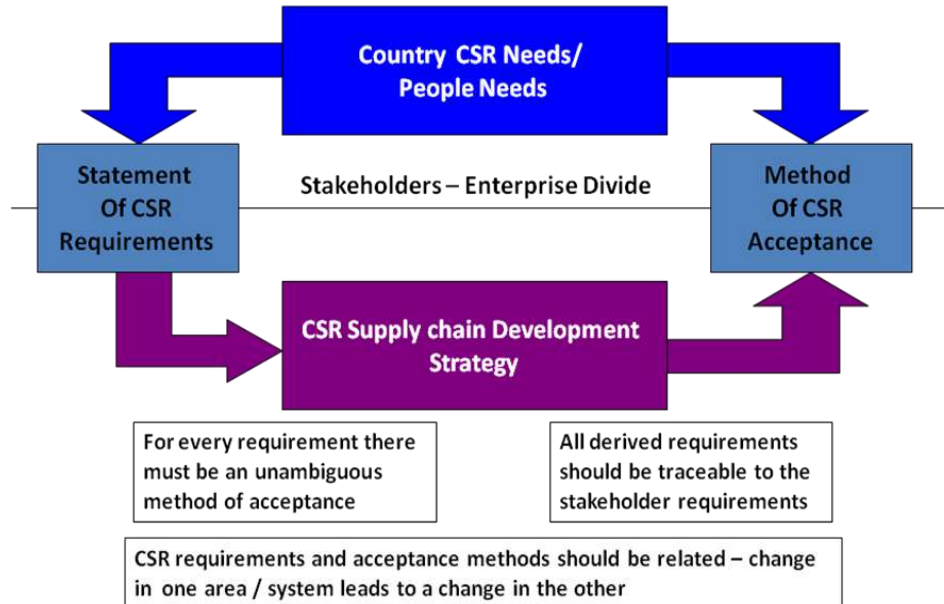 Country CSR Needs/
People Needs
Statement
Of CSR
Requirements
Stakeholders – Enterprise Divide
Method
Of CSR
Acceptance
CSR Supply chain Development
Strategy
For every requirement there
must be an unambiguous
method of acceptance
All derived requirements
should be traceable to the
stakeholder requirements
CSR requirements and acceptance methods should be related – change
in one area / system leads to a change in the other